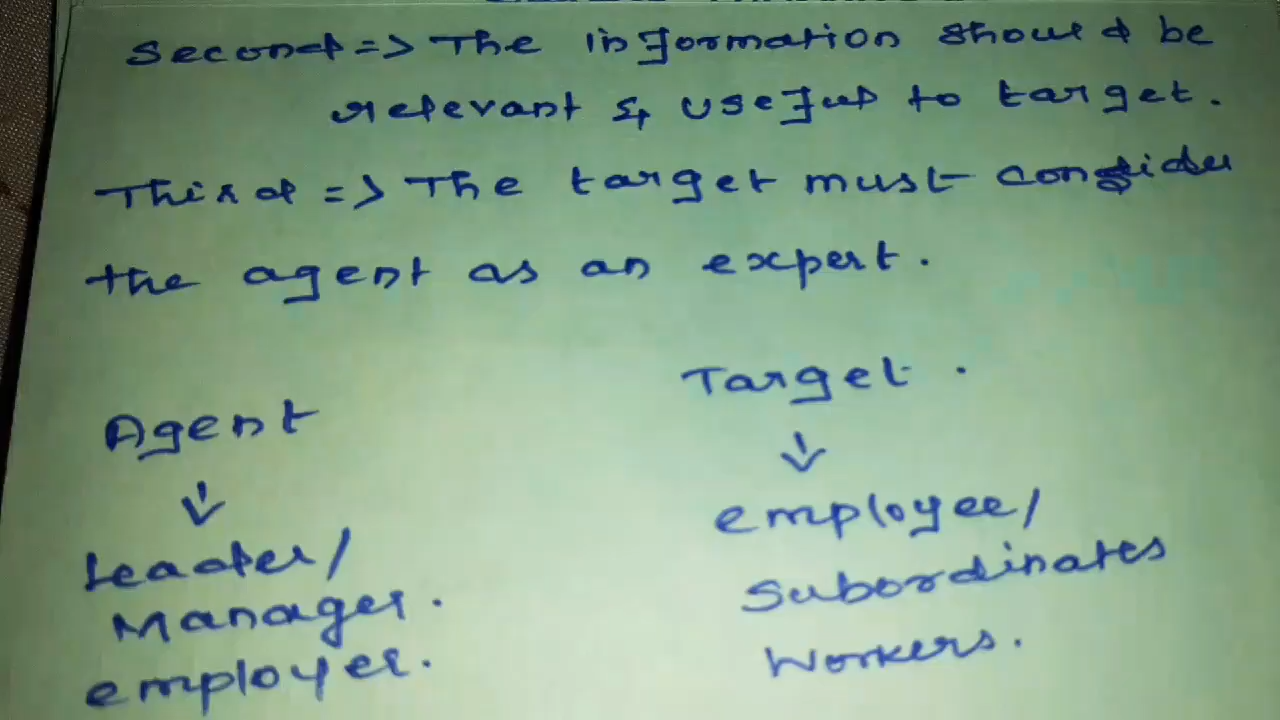 Second => The information should be
relevant & useful to target.
Third => The target must consider
the agent as an expert.
Agent
↓
Leader/
Manager.
employer.
Target.
↓
employee/
Subordinates
Workers.